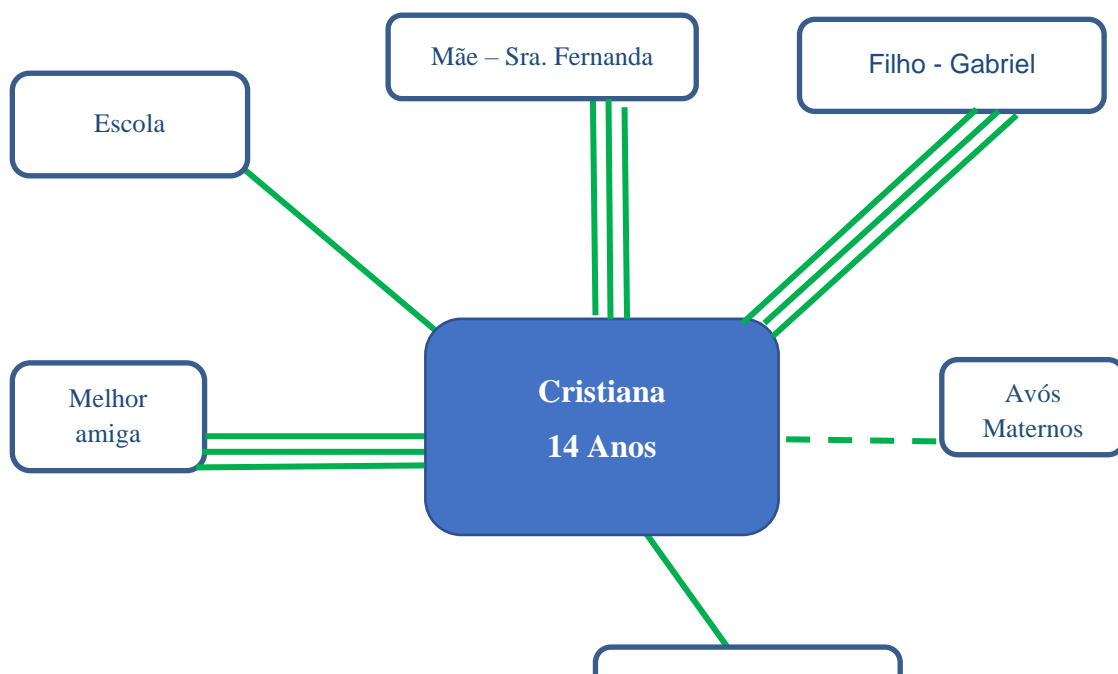 Mãe – Sra. Fernanda
Filho - Gabriel
Escola
Cristiana
14 Anos
Melhor
amiga
Avós
Maternos